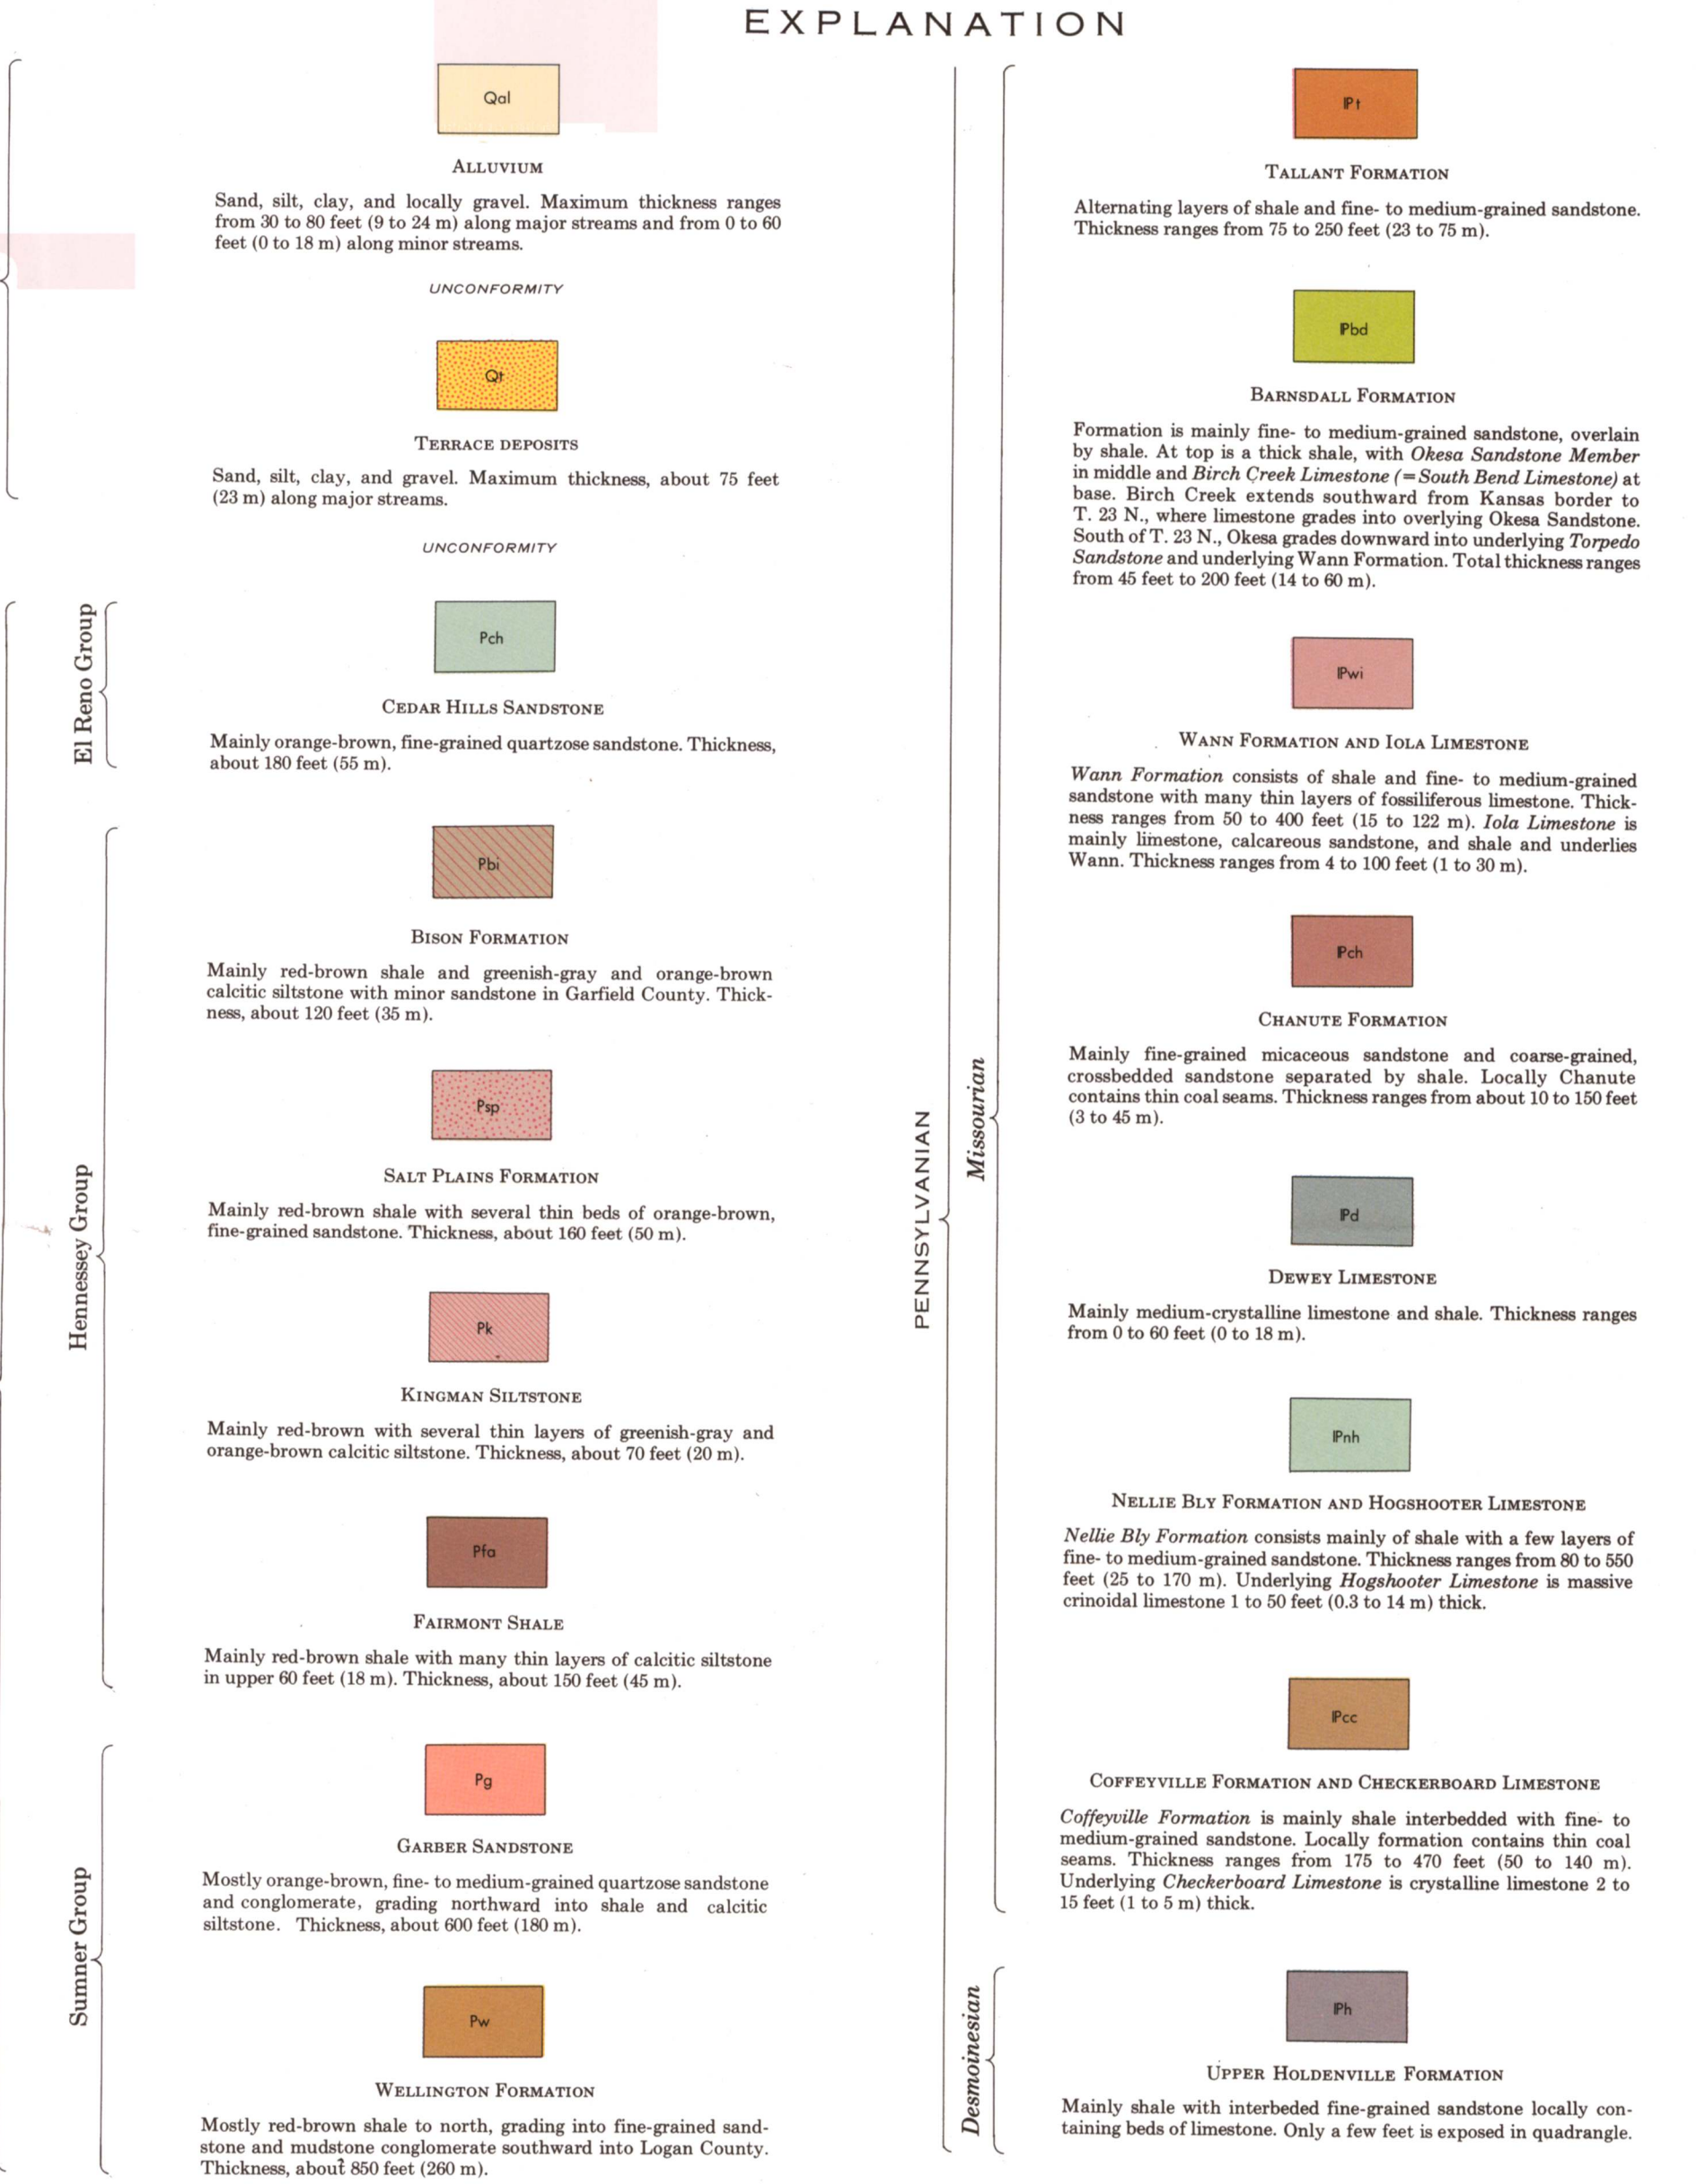 EXPLANATION
Qal
ALLUVIUM
Sand, silt, clay, and locally gravel. Maximum thickness ranges
from 30 to 80 feet (9 to 24 m) along major streams and from 0 to 60
feet (0 to 18 m) along minor streams.
UNCONFORMITY
Qt
TERRACE DEPOSITS
Sand, silt, clay, and gravel. Maximum thickness, about 75 feet
(23 m) along major streams.
UNCONFORMITY
El Reno Group
Pch
CEDAR HILLS SANDSTONE
Mainly orange-brown, fine-grained quartzose sandstone. Thickness,
about 180 feet (55 m).
Hennessey Group
Pbi
BISON FORMATION
Mainly red-brown shale and greenish-gray and orange-brown
calcitic siltstone with minor sandstone in Garfield County. Thick-
ness, about 120 feet (35 m).
Psp
SALT PLAINS FORMATION
Mainly red-brown shale with several thin beds of orange-brown,
fine-grained sandstone. Thickness, about 160 feet (50 m).
Pk
KINGMAN SILTSTONE
Mainly red-brown with several thin layers of greenish-gray and
orange-brown calcitic siltstone. Thickness, about 70 feet (20 m).
Pfa
FAIRMONT SHALE
Mainly red-brown shale with many thin layers of calcitic siltstone
in upper 60 feet (18 m). Thickness, about 150 feet (45 m).
Sumner Group
Pg
GARBER SANDSTONE
Mostly orange-brown, fine- to medium-grained quartzose sandstone
and conglomerate, grading northward into shale and calcitic
siltstone. Thickness, about 600 feet (180 m).
Pw
WELLINGTON FORMATION
Mostly red-brown shale to north, grading into fine-grained sand-
stone and mudstone conglomerate southward into Logan County.
Thickness, about 850 feet (260 m).
PENNSYLVANIAN
Missourian
ℙt
TALLANT FORMATION
Alternating layers of shale and fine- to medium-grained sandstone.
Thickness ranges from 75 to 250 feet (23 to 75 m).
ℙbd
BARNSDALL FORMATION
Formation is mainly fine- to medium-grained sandstone, overlain
by shale. At top is a thick shale, with Okesa Sandstone Member
in middle and Birch Creek Limestone (=South Bend Limestone) at
base. Birch Creek extends southward from Kansas border to
T. 23 N., where limestone grades into overlying Okesa Sandstone.
South of T. 23 N., Okesa grades downward into underlying Torpedo
Sandstone and underlying Wann Formation. Total thickness ranges
from 45 feet to 200 feet (14 to 60 m).
ℙwi
WANN FORMATION AND IOLA LIMESTONE
Wann Formation consists of shale and fine- to medium-grained
sandstone with many thin layers of fossiliferous limestone. Thick-
ness ranges from 50 to 400 feet (15 to 122 m). Iola Limestone is
mainly limestone, calcareous sandstone, and shale and underlies
Wann. Thickness ranges from 4 to 100 feet (1 to 30 m).
ℙch
CHANUTE FORMATION
Mainly fine-grained micaceous sandstone and coarse-grained,
crossbedded sandstone separated by shale. Locally Chanute
contains thin coal seams. Thickness ranges from about 10 to 150 feet
(3 to 45 m).
ℙd
DEWEY LIMESTONE
Mainly medium-crystalline limestone and shale. Thickness ranges
from 0 to 60 feet (0 to 18 m).
ℙnh
NELLIE BLY FORMATION AND HOGSHOOTER LIMESTONE
Nellie Bly Formation consists mainly of shale with a few layers of
fine- to medium-grained sandstone. Thickness ranges from 80 to 550
feet (25 to 170 m). Underlying Hogshooter Limestone is massive
crinoidal limestone 1 to 50 feet (0.3 to 14 m) thick.
ℙcc
COFFEYVILLE FORMATION AND CHECKERBOARD LIMESTONE
Coffeyville Formation is mainly shale interbedded with fine- to
medium-grained sandstone. Locally formation contains thin coal
seams. Thickness ranges from 175 to 470 feet (50 to 140 m).
Underlying Checkerboard Limestone is crystalline limestone 2 to
15 feet (1 to 5 m) thick.
Desmoinesian
ℙh
UPPER HOLDENVILLE FORMATION
Mainly shale with interbeded fine-grained sandstone locally con-
taining beds of limestone. Only a few feet is exposed in quadrangle.